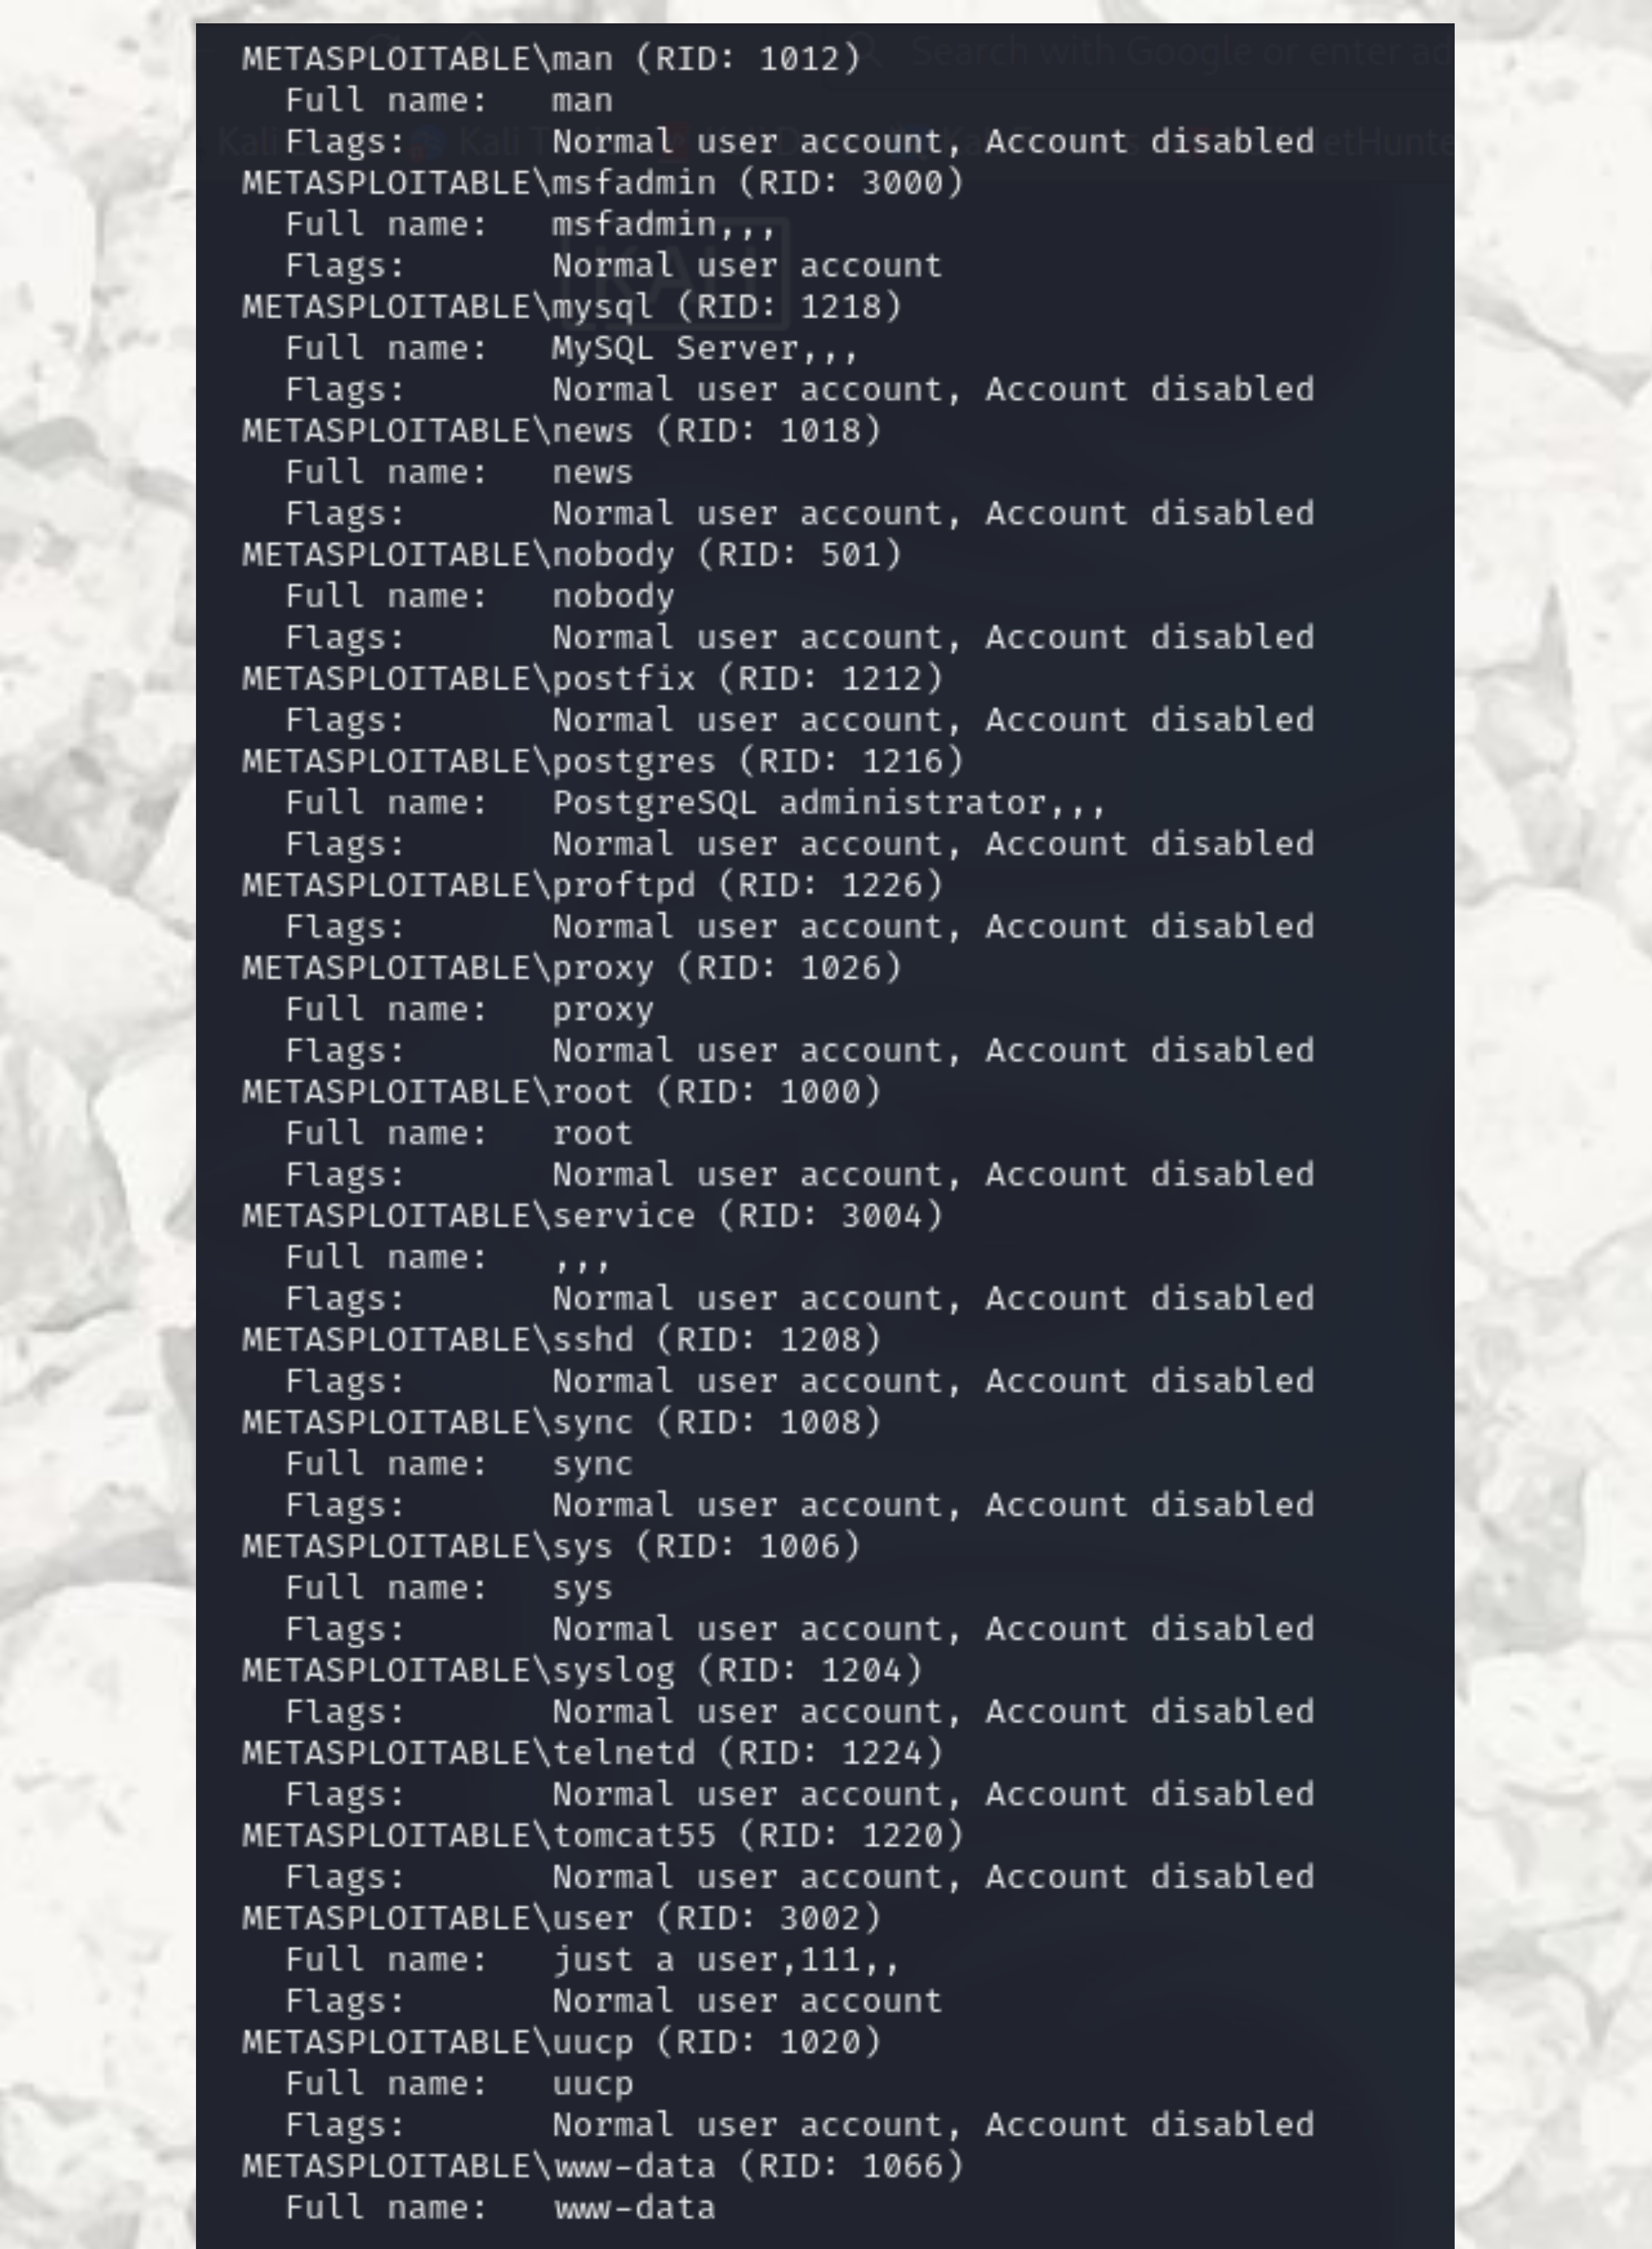 METASPLOITABLE\man (RID: 1012)
Search with Google or enter ad
Full name: man
Flags: Normal user account, Account disabled
METASPLOITABLE\msfadmin (RID: 3000)
Full name: msfadmin,,,
KALI
Flags: Normal user account
METASPLOITABLE\mysql (RID: 1218)
Full name: MySQL Server,,,
Flags: Normal user account, Account disabled
METASPLOITABLE\news (RID: 1018)
Full name: news
Flags: Normal user account, Account disabled
METASPLOITABLE\nobody (RID: 501)
Full name: nobody
Flags: Normal user account, Account disabled
METASPLOITABLE\postfix (RID: 1212)
Flags: Normal user account, Account disabled
METASPLOITABLE\postgres (RID: 1216)
Full name: PostgreSQL administrator,,,
Flags: Normal user account, Account disabled
METASPLOITABLE\proftpd (RID: 1226)
Flags: Normal user account, Account disabled
METASPLOITABLE\proxy (RID: 1026)
Full name: proxy
Flags: Normal user account, Account disabled
METASPLOITABLE\root (RID: 1000)
Full name: root
Flags: Normal user account, Account disabled
METASPLOITABLE\service (RID: 3004)
Full name: ,,,
Flags: Normal user account, Account disabled
METASPLOITABLE\sshd (RID: 1208)
Flags: Normal user account, Account disabled
METASPLOITABLE\sync (RID: 1008)
Full name: sync
Flags: Normal user account, Account disabled
METASPLOITABLE\sys (RID: 1006)
Full name: sys
Flags: Normal user account, Account disabled
METASPLOITABLE\syslog (RID: 1204)
Flags: Normal user account, Account disabled
METASPLOITABLE\telnetd (RID: 1224)
Flags: Normal user account, Account disabled
METASPLOITABLE\tomcat55 (RID: 1220)
Flags: Normal user account, Account disabled
METASPLOITABLE\user (RID: 3002)
Full name: just a user,111,,
Flags: Normal user account
METASPLOITABLE\uucp (RID: 1020)
Full name: uucp
Flags: Normal user account, Account disabled
METASPLOITABLE\www-data (RID: 1066)
Full name: www-data